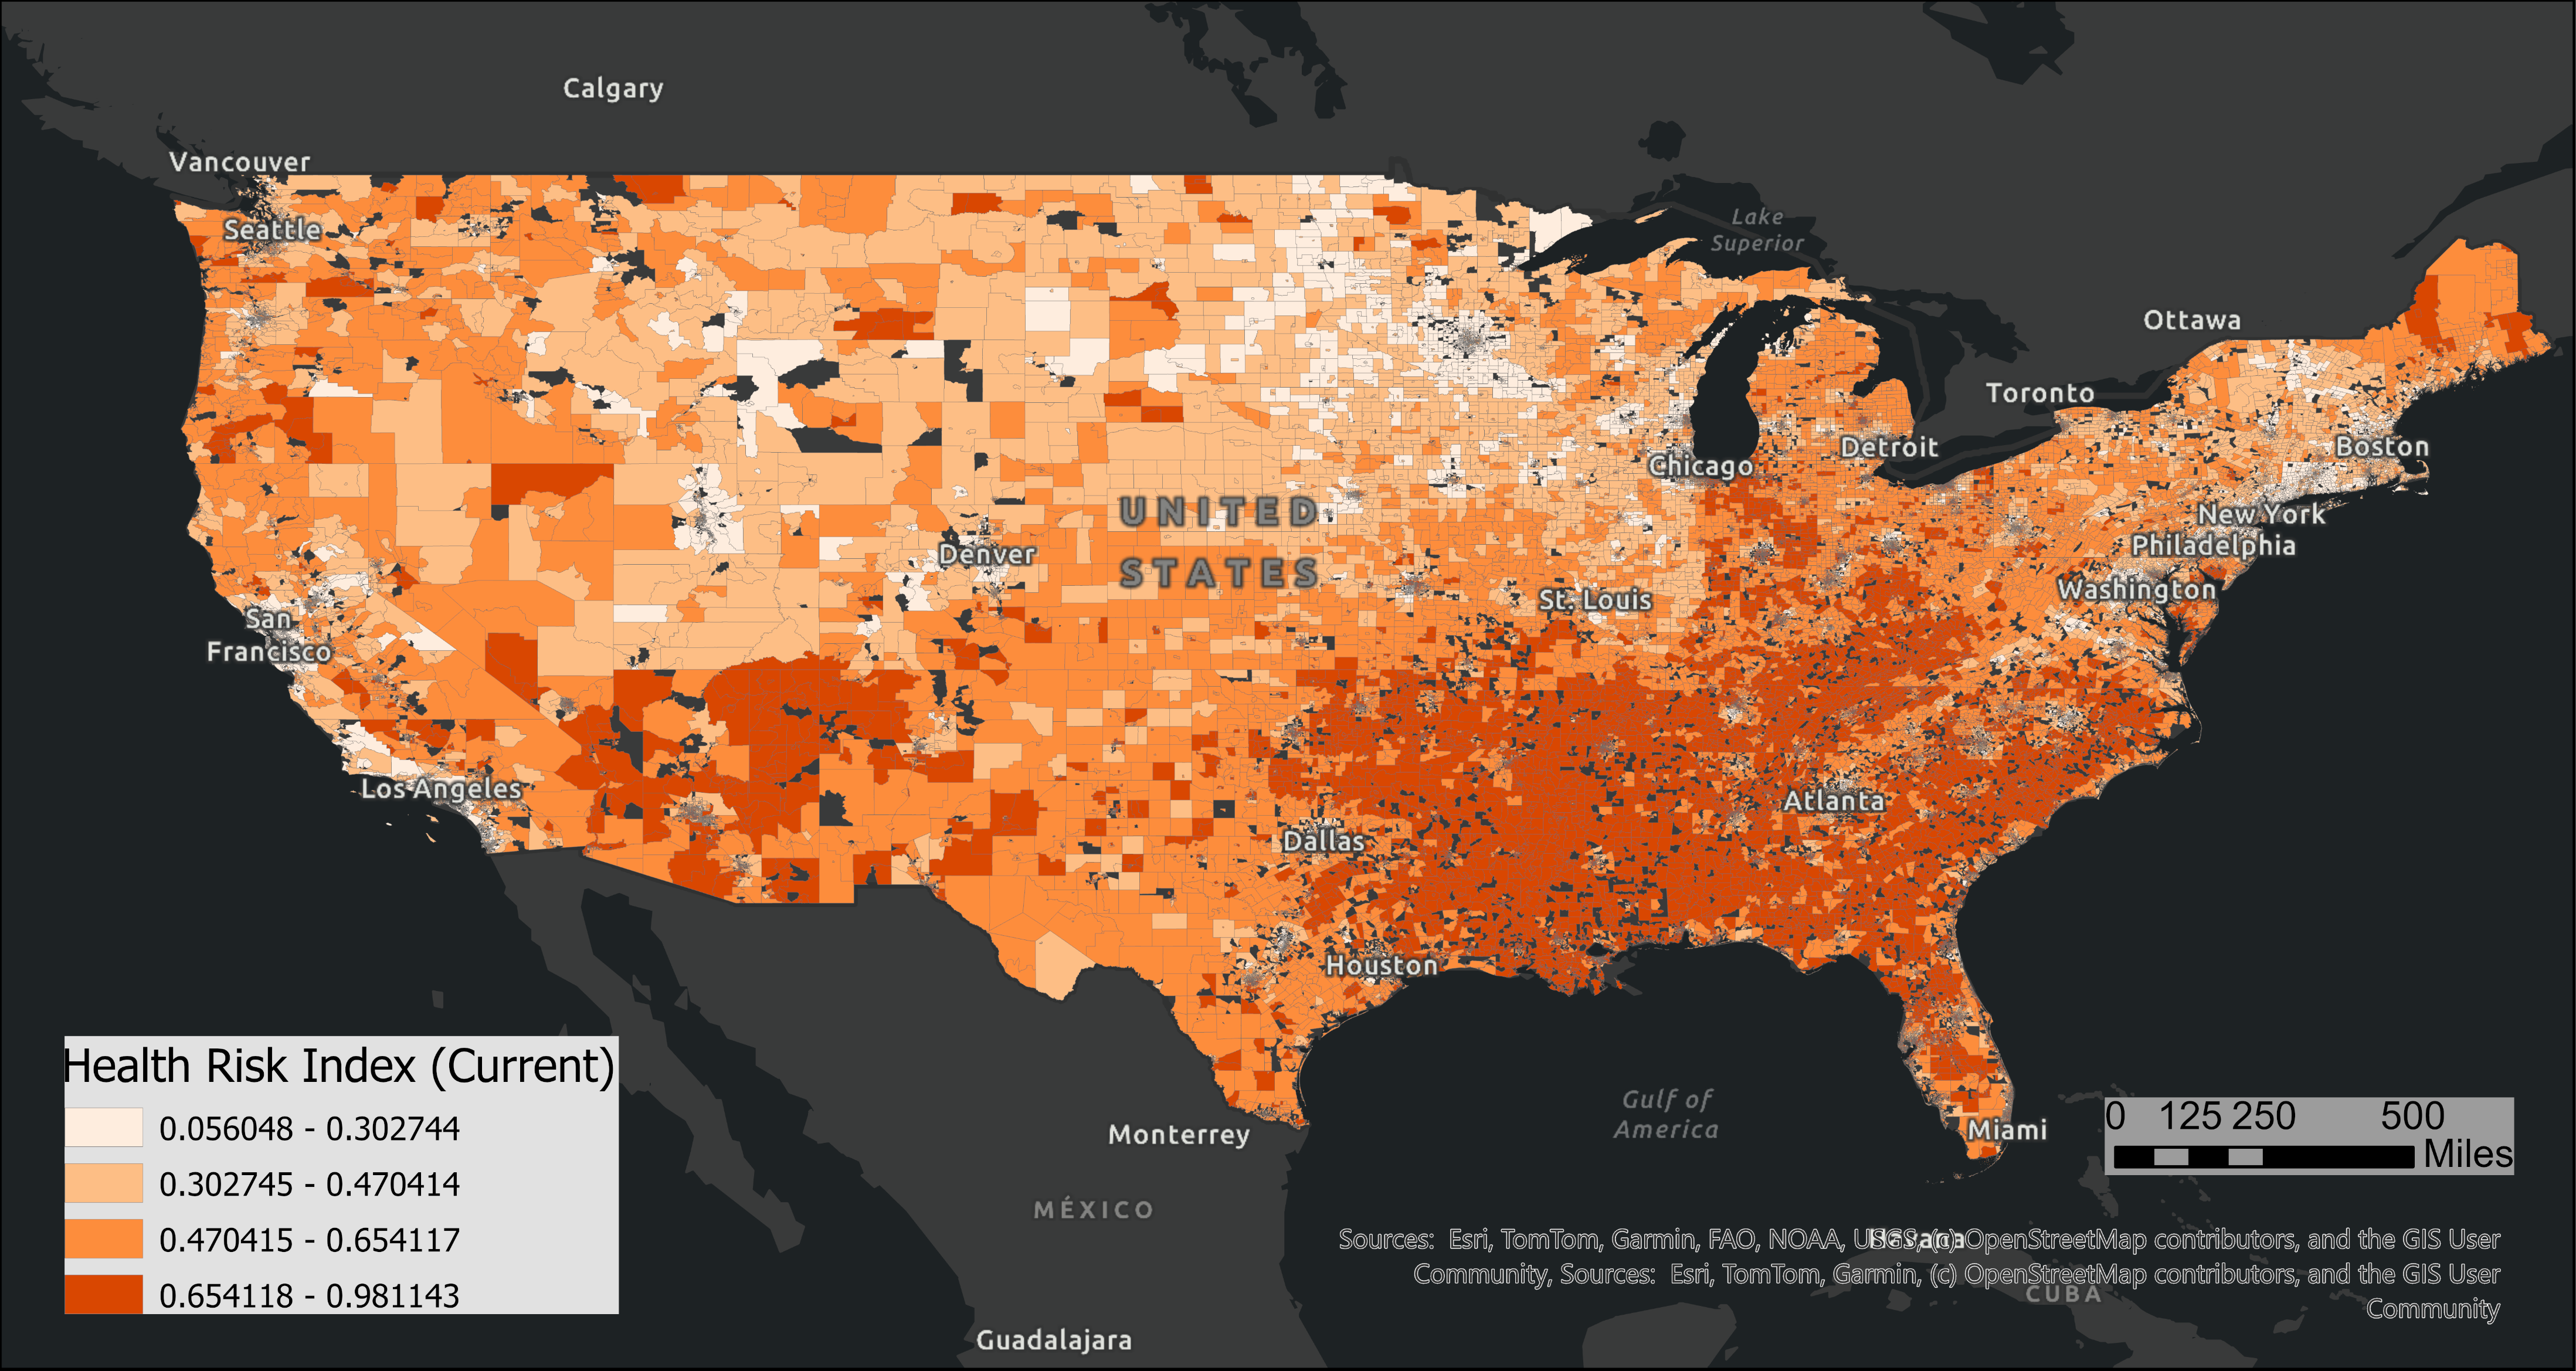 Calgary
Vancouver
Seattle
Lake
Superior
Ottawa
Toronto
Boston
Detroit
Chicago
UNITED
STATES
New York
Philadelphia
Denver
Washington
St. Louis
San
Francisco
Los Angeles
Atlanta
Dallas
Houston
Health Risk Index (Current)
0.056048 - 0.302744
0.302745 - 0.470414
0.470415 - 0.654117
0.654118 - 0.981143
Gulf of
America
Monterrey
Miami
0 125 250 500
Miles
MÉXICO
Havana
Sources: Esri, TomTom, Garmin, FAO, NOAA, USGS, (c) OpenStreetMap contributors, and the GIS User
Community, Sources: Esri, TomTom, Garmin, (c) OpenStreetMap contributors, and the GIS User
Community
CUBA
Guadalajara